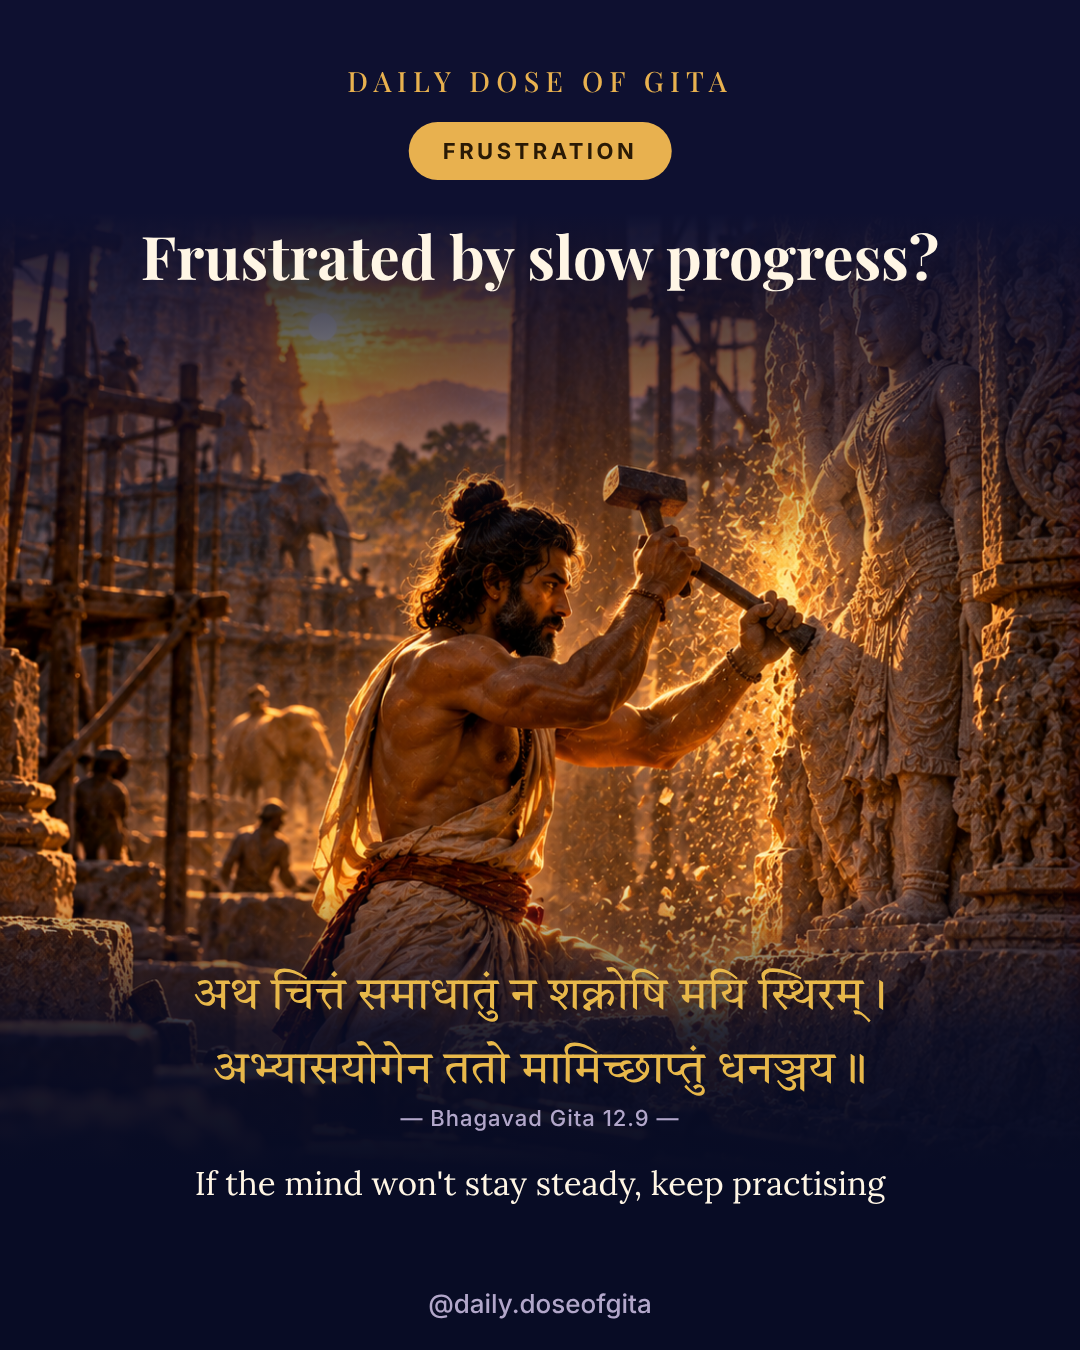 DAILY DOSE OF GITA
FRUSTRATION
Frustrated by slow progress?
अथ चित्तं समाधातुं न शक्नोषि मयि स्थिरम् ।
अभ्यासयोगेन ततो मामिच्छाप्तुं धनञ्जय ॥
— Bhagavad Gita 12.9 —
If the mind won't stay steady, keep practising
@daily.doseofgita